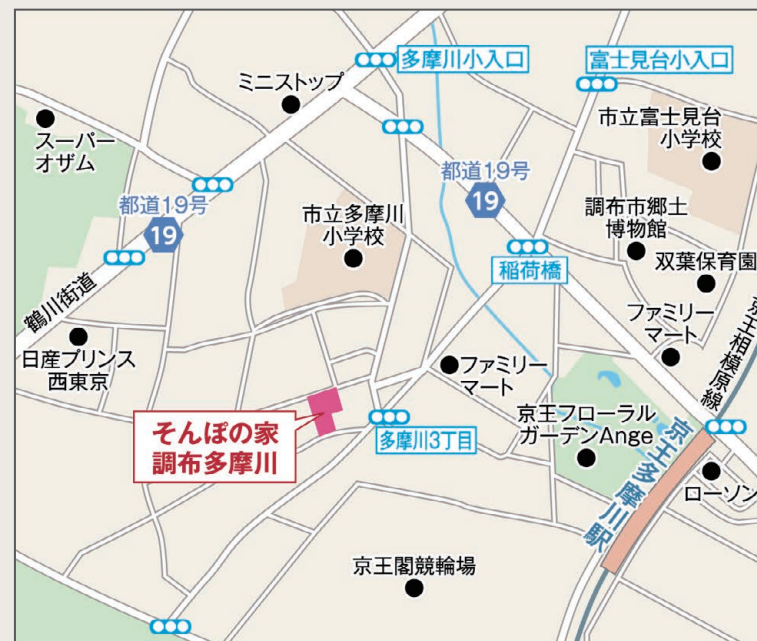 多摩川小入口
富士見台小入口
ミニストップ
スーパー
オザム
市立富士見台
小学校
都道19号
19
都道19号
19
市立多摩川
小学校
調布市郷土
博物館
稲荷橋
双葉保育園
鶴川街道
ファミリー
マート
京王相模原線
日産プリンス
西東京
ファミリー
マート
そんぽの家
調布多摩川
多摩川3丁目
京王フローラル
ガーデンAnge
京王多摩川駅
ローソン
京王閣競輪場